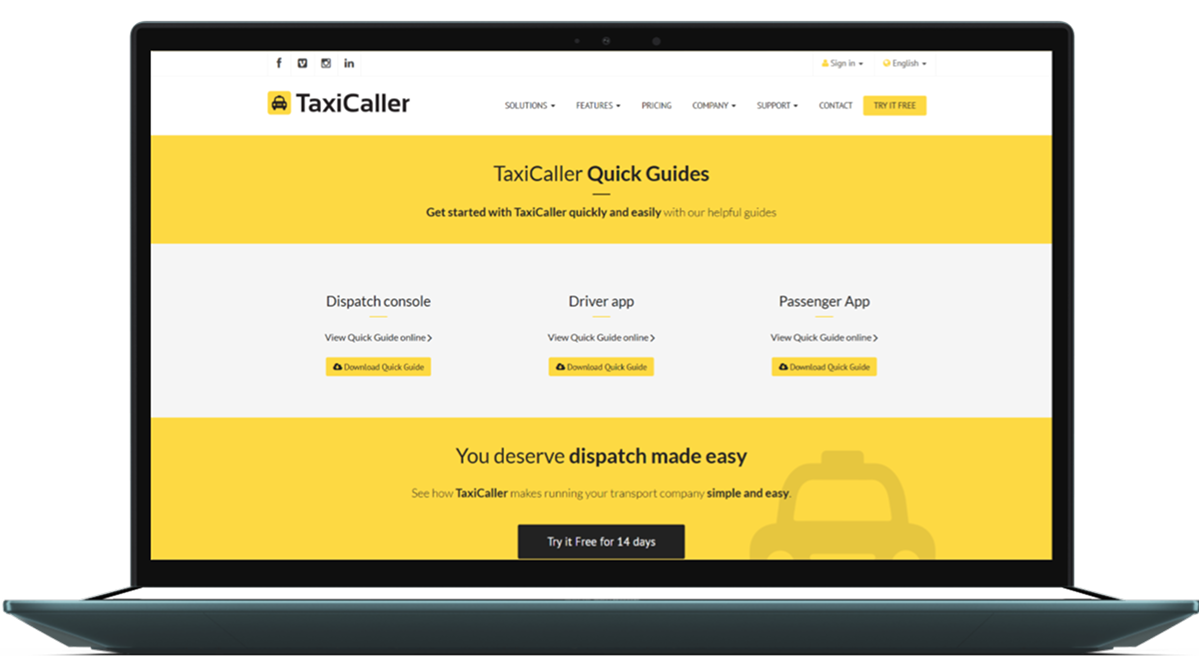 Sign in
English
TaxiCaller
SOLUTIONS
FEATURES
PRICING
COMPANY
SUPPORT
CONTACT
TRY IT FREE
TaxiCaller Quick Guides
Get started with TaxiCaller quickly and easily with our helpful guides
Dispatch console
Driver app
Passenger App
View Quick Guide online
View Quick Guide online
View Quick Guide online
Download Quick Guide
Download Quick Guide
Download Quick Guide
You deserve dispatch made easy
See how TaxiCaller makes running your transport company simple and easy.
Try it Free for 14 days